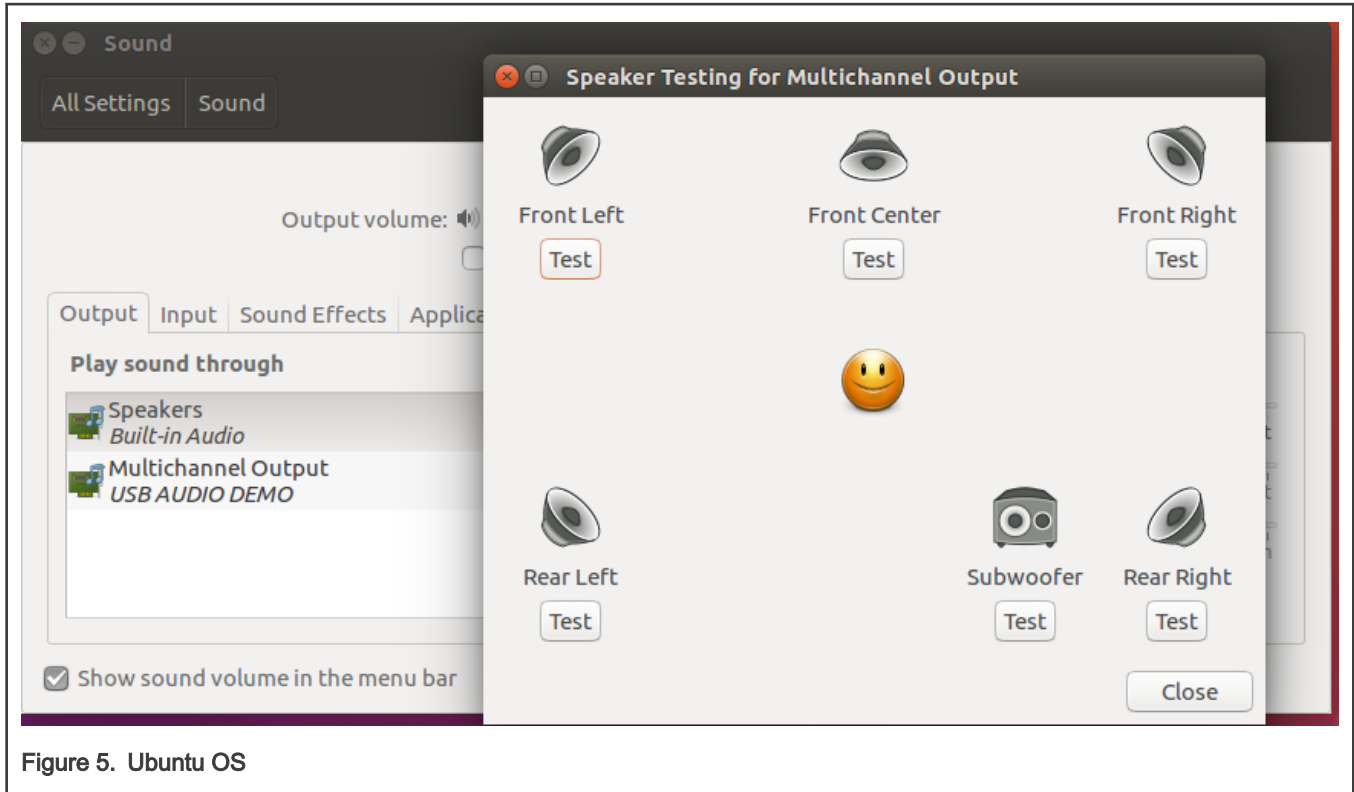 Sound
All Settings Sound
Output volume:
Output Input Sound Effects
Play sound through
Speakers
Built-in Audio
Multichannel Output
USB AUDIO DEMO
Show sound volume in the menu bar
Speaker Testing for Multichannel Output
Front Left Front Center Front Right
Test Test Test
Rear Left Subwoofer Rear Right
Test Test Test
Close
Figure 5. Ubuntu OS